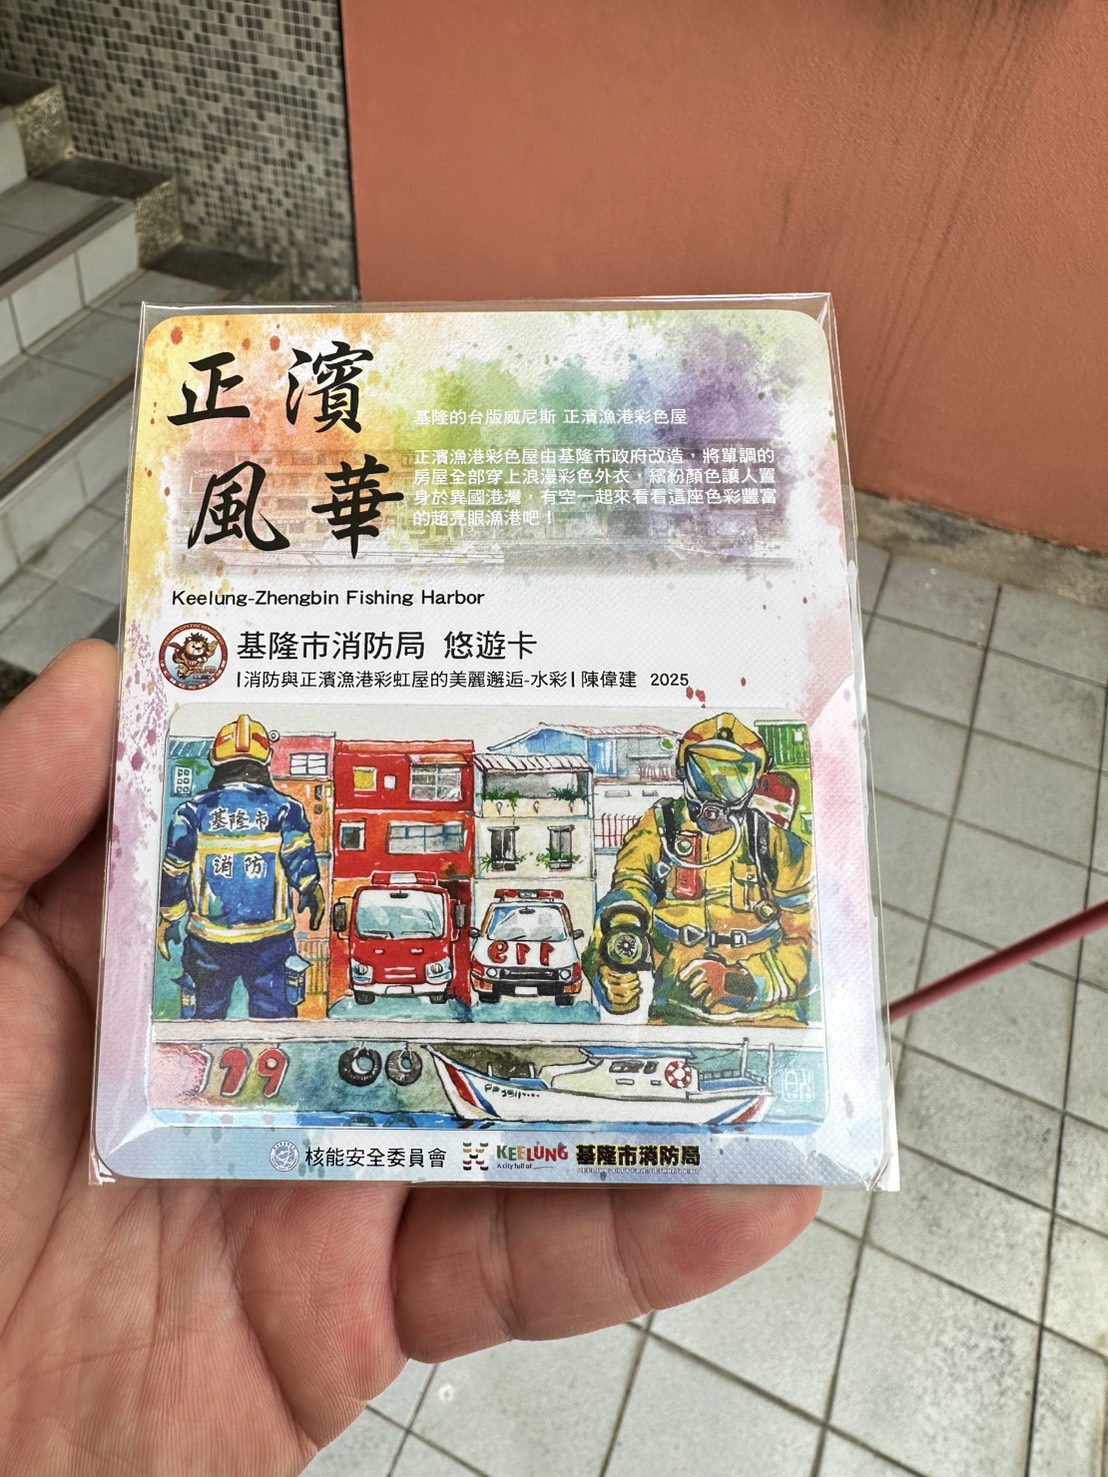 正濱
風華
基隆的台版威尼斯 正濱漁港彩色屋
正濱漁港彩色屋由基隆市政府改造，將單調的
房屋全部穿上浪漫彩色外衣，繽紛顏色讓人置
身於異國港灣，有空一起來看看這座色彩豐富
的超亮眼漁港吧！
Keelung-Zhengbin Fishing Harbor
基隆市消防局 悠遊卡
|消防與正濱漁港彩虹屋的美麗邂逅-水彩| 陳偉建 2025
基隆市
消防
119
核能安全委員會
KEELUNG
A city full of
基隆市消防局